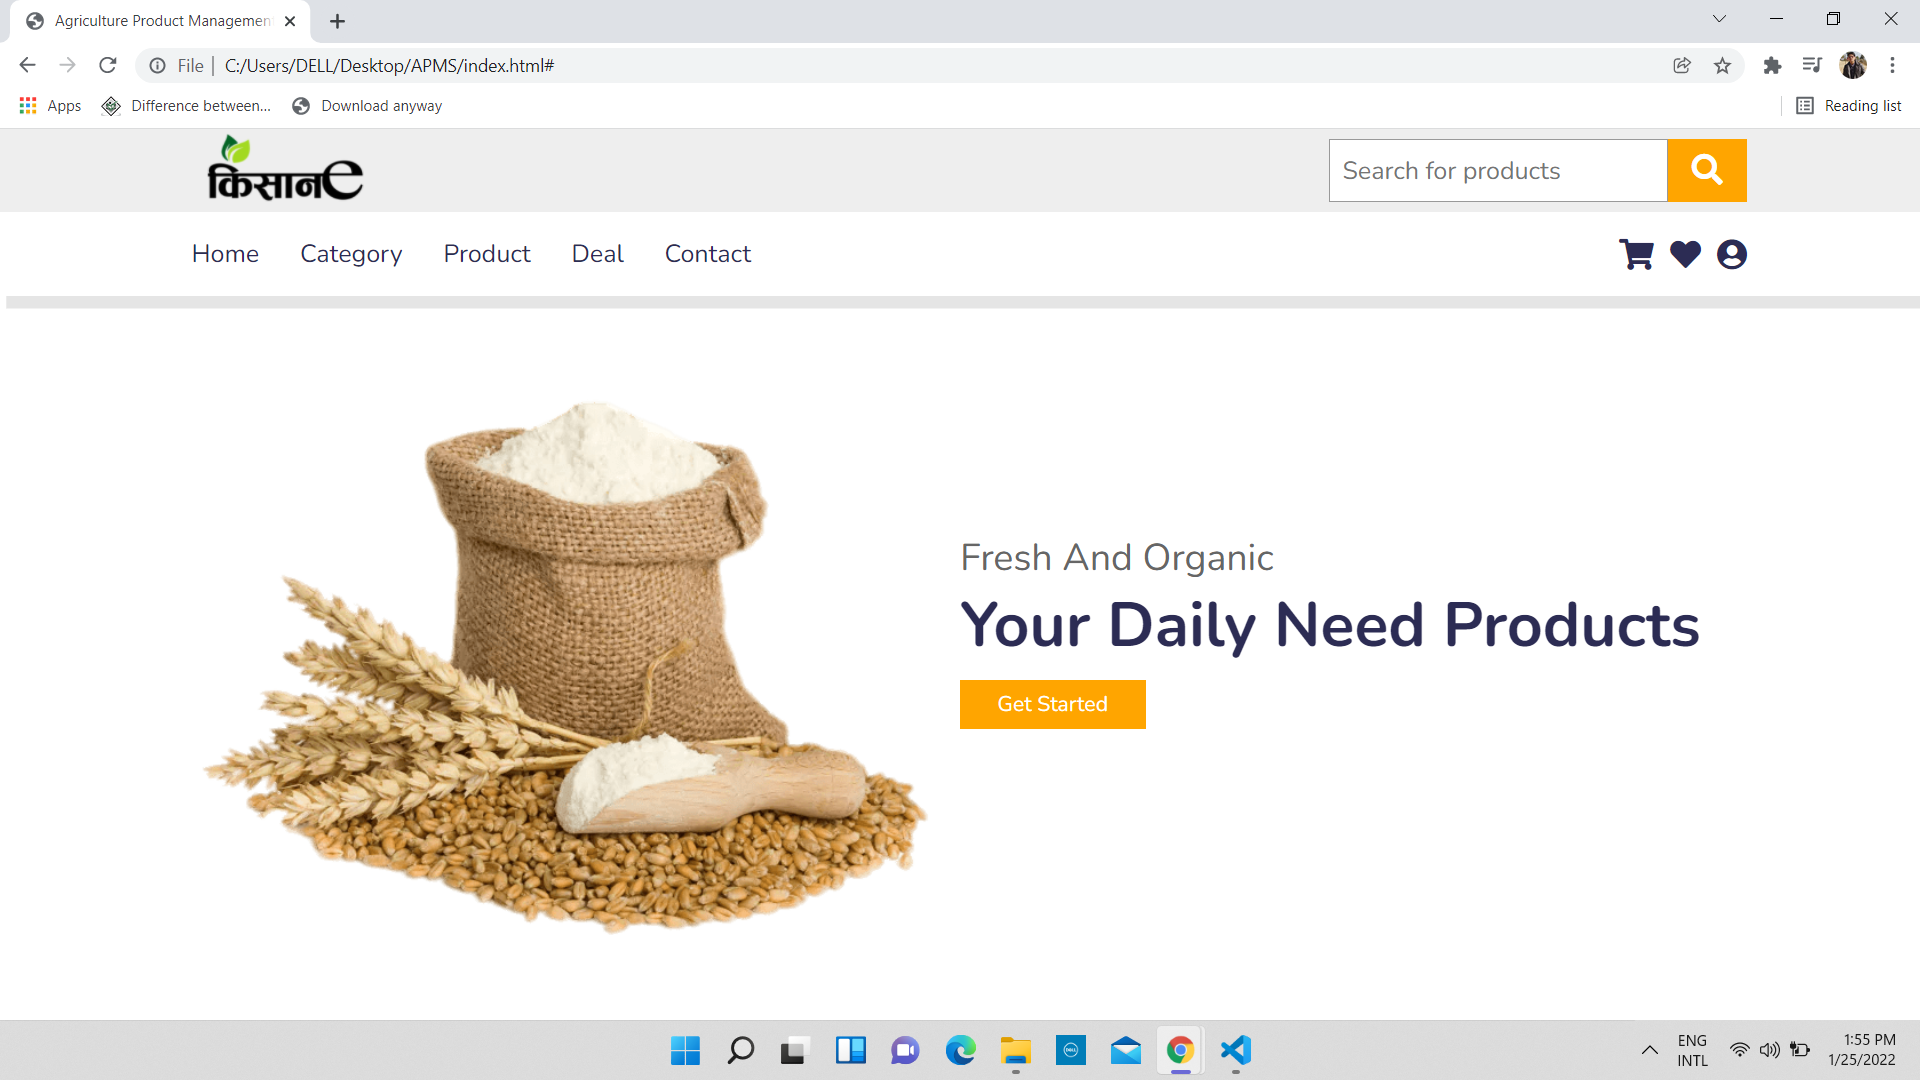 Agriculture Product Managemen
File
C:/Users/DELL/Desktop/APMS/index.html#
Apps
Difference between...
Download anyway
Reading list
किसानe
Search for products
Home
Category
Product
Deal
Contact
Fresh And Organic
Your Daily Need Products
Get Started
DELL
ENG
INTL
1:55 PM
1/25/2022